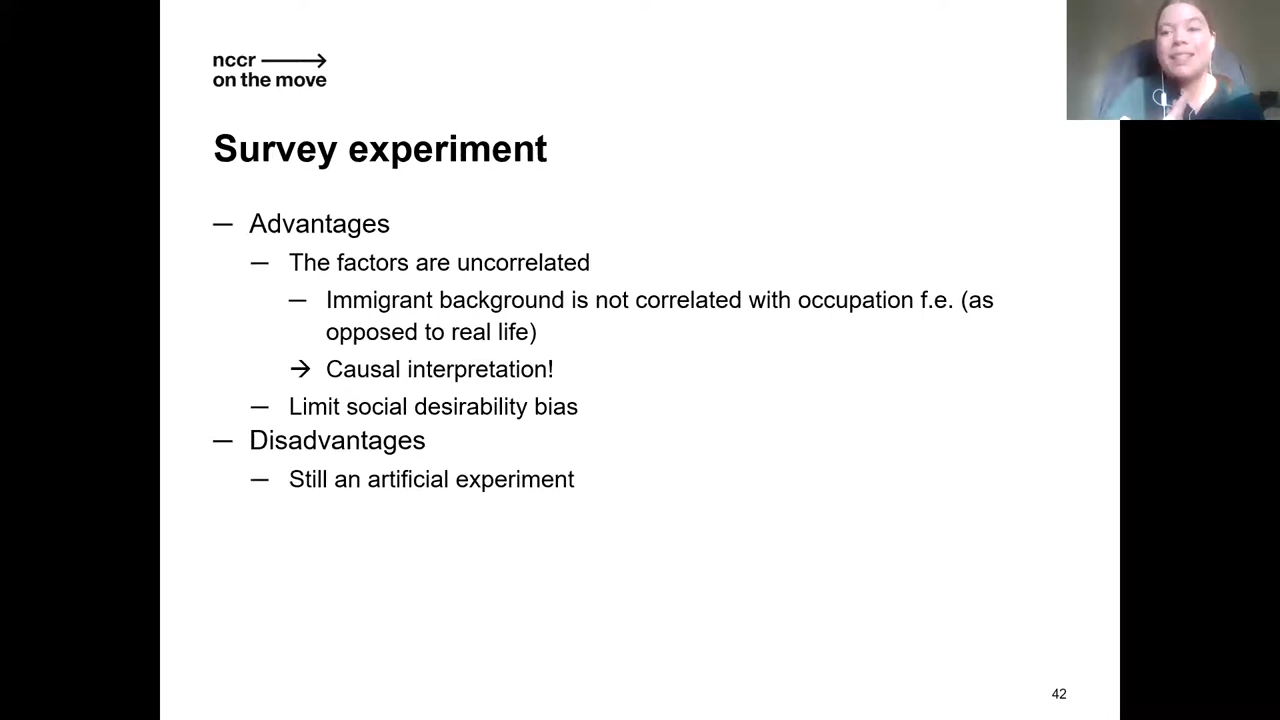 nccr
on the move
Survey experiment
— Advantages
— The factors are uncorrelated
— Immigrant background is not correlated with occupation f.e. (as
opposed to real life)
→ Causal interpretation!
— Limit social desirability bias
— Disadvantages
— Still an artificial experiment
42